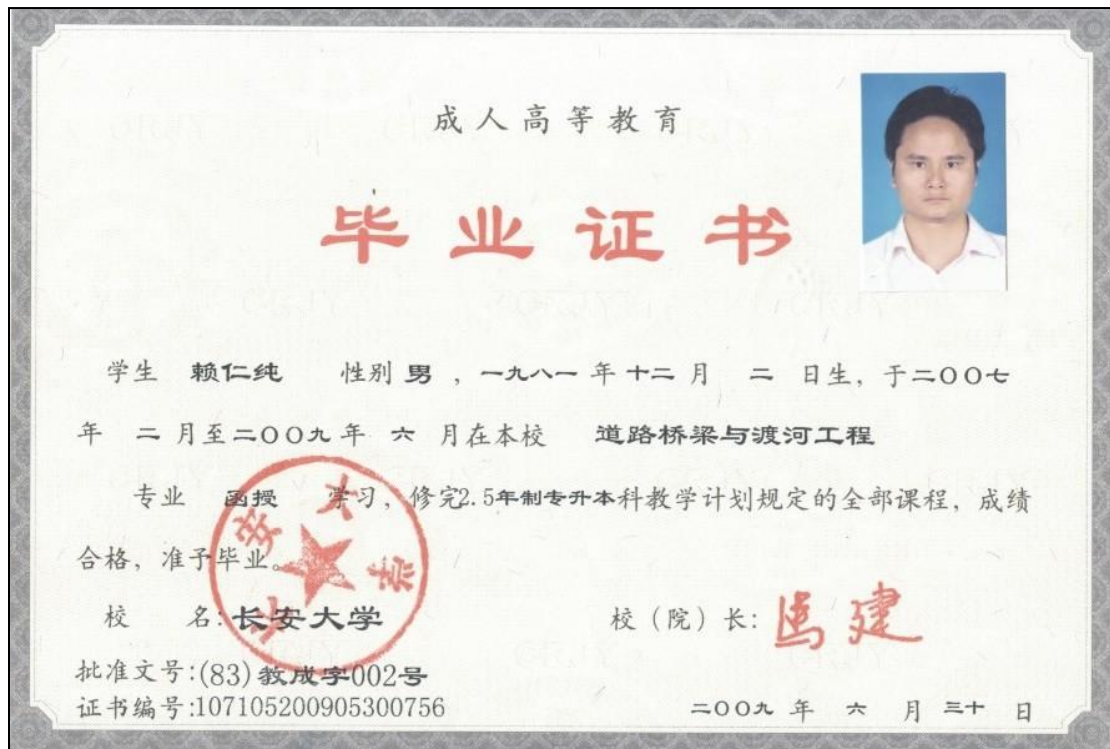 成人高等教育
毕业证书
学生 赖仁纯 性别 男 ，一九八一 年 十二 月 二 日生，于二〇〇七
年 二 月至二〇〇九 年 六 月在本校 道路桥梁与渡河工程
专业 函授 学习，修完2.5年制专升本科教学计划规定的全部课程，成绩
合格，准予毕业。
校 名:长安大学
校（院）长: 马建
批准文号:(83)教成字002号
证书编号:107105200905300756
二〇〇九 年 六 月 三十 日